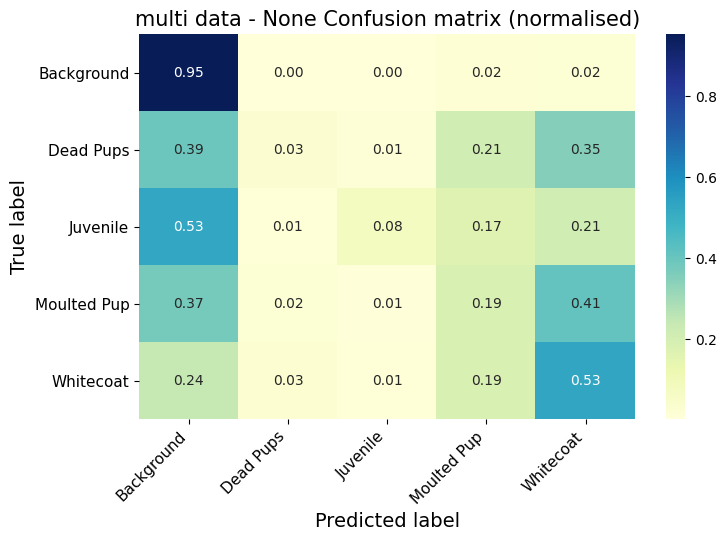 multi data - None Confusion matrix (normalised)
True label
Background 0.95 0.00 0.00 0.02 0.02
Dead Pups 0.39 0.03 0.01 0.21 0.35
Juvenile 0.53 0.01 0.08 0.17 0.21
Moulted Pup 0.37 0.02 0.01 0.19 0.41
Whitecoat 0.24 0.03 0.01 0.19 0.53
Background Dead Pups Juvenile Moulted Pup Whitecoat
Predicted label
0.8
0.6
0.4
0.2